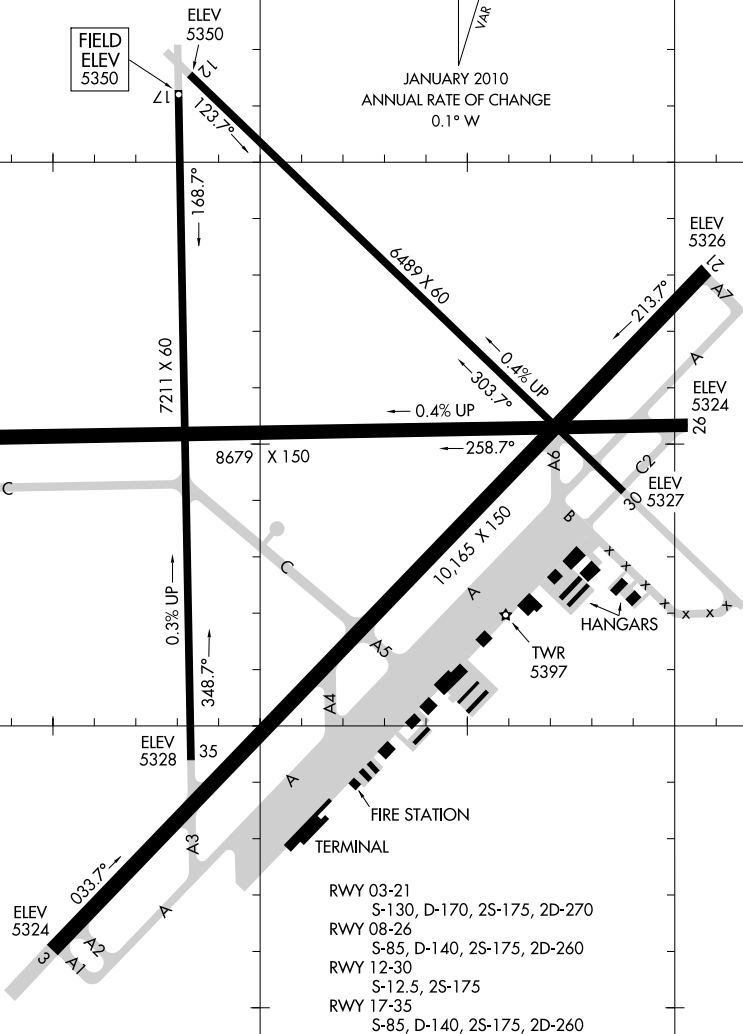 VAR
JANUARY 2010
ANNUAL RATE OF CHANGE
0.1° W
FIELD
ELEV
5350
ELEV
5350
12
17
123.7°
168.7°
6489 X 60
ELEV
5326
21
A7
213.7°
A
7211 X 60
0.4% UP
303.7°
0.4% UP
ELEV
5324
26
258.7°
8679 X 150
A6
C2
ELEV
5327
30
C
B
10,165 X 150
C
A
X X X X X X X
HANGARS
TWR
5397
0.3% UP
348.7°
A5
A4
ELEV
5328
35
A
FIRE STATION
TERMINAL
A3
033.7°
A
ELEV
5324
3
A2
A1
RWY 03-21
S-130, D-170, 2S-175, 2D-270
RWY 08-26
S-85, D-140, 2S-175, 2D-260
RWY 12-30
S-12.5, 2S-175
RWY 17-35
S-85, D-140, 2S-175, 2D-260